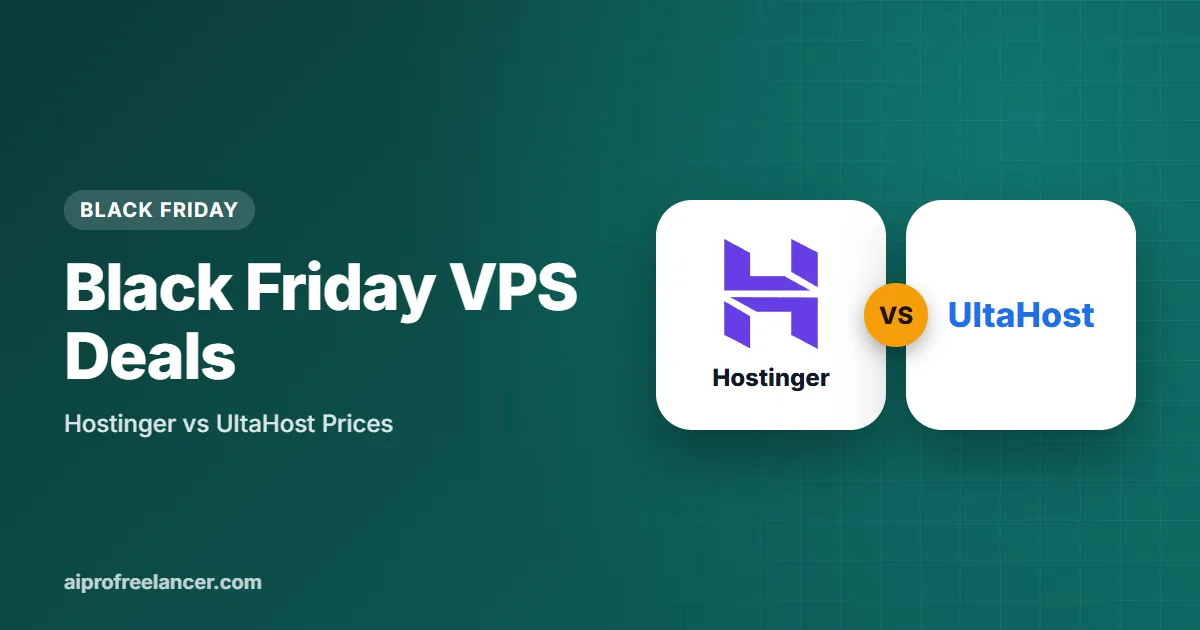 BLACK FRIDAY
Black Friday VPS
Deals
Hostinger vs UltaHost Prices
Hostinger
VS
UltaHost
aiprofreelancer.com